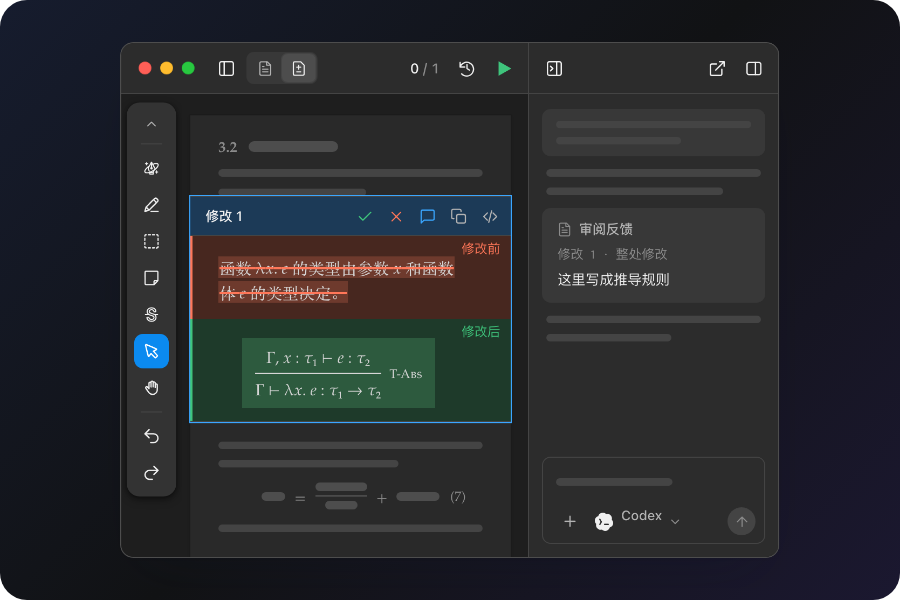 0 / 1
3.2
修改 1
修改前
函数 λx. e 的类型由参数 x 和函数
体 e 的类型决定。
修改后
Γ, x : τ₁ ⊢ e : τ₂
T-Abs
Γ ⊢ λx. e : τ₁ → τ₂
= + (7)
审阅反馈
修改 1 · 整处修改
这里写成推导规则
Codex